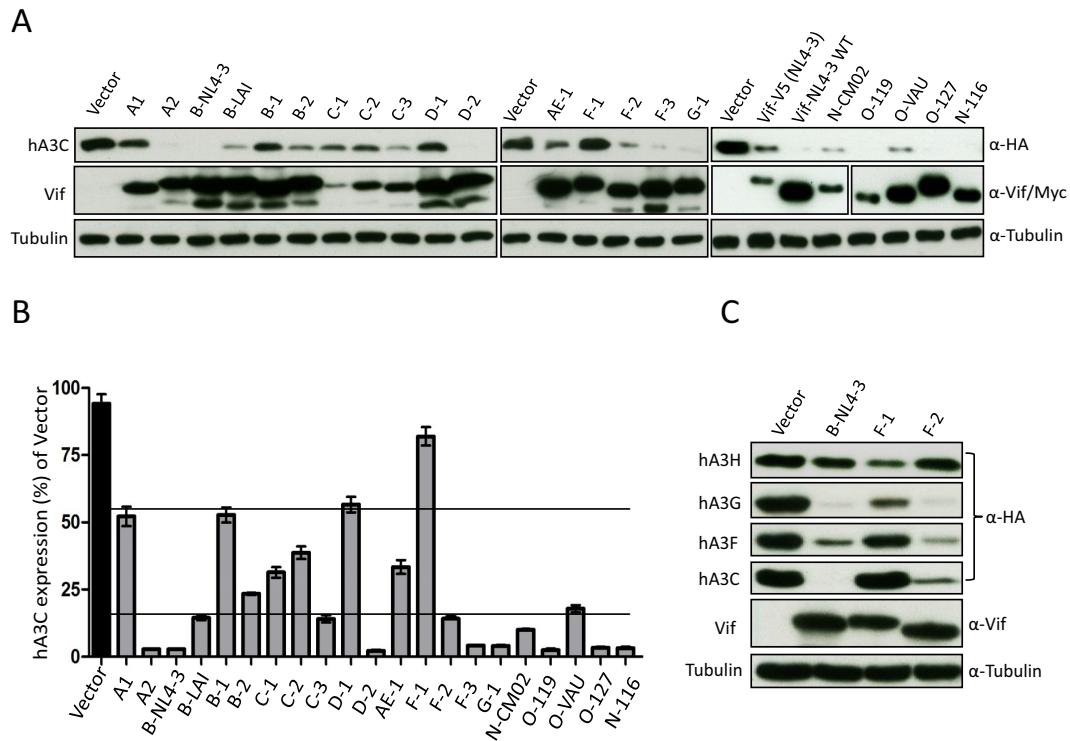 A
Vector A1 A2 B-NL4-3 B-LAI B-1 B-2 C-1 C-2 C-3 D-1 D-2 Vector AE-1 F-1 F-2 F-3 G-1 Vector Vif-V5 (NL4-3) Vif-NL4-3 WT N-CM02 O-119 O-VAU O-127 N-116
hA3C α-HA
Vif α-Vif/Myc
Tubulin α-Tubulin
B
hA3C expression (%) of Vector
100
75
50
25
0
Vector A1 A2 B-NL4-3 B-LAI B-1 B-2 C-1 C-2 C-3 D-1 D-2 AE-1 F-1 F-2 F-3 G-1 N-CM02 O-119 O-VAU O-127 N-116
C
Vector B-NL4-3 F-1 F-2
hA3H
hA3G
α-HA
hA3F
hA3C
Vif α-Vif
Tubulin α-Tubulin